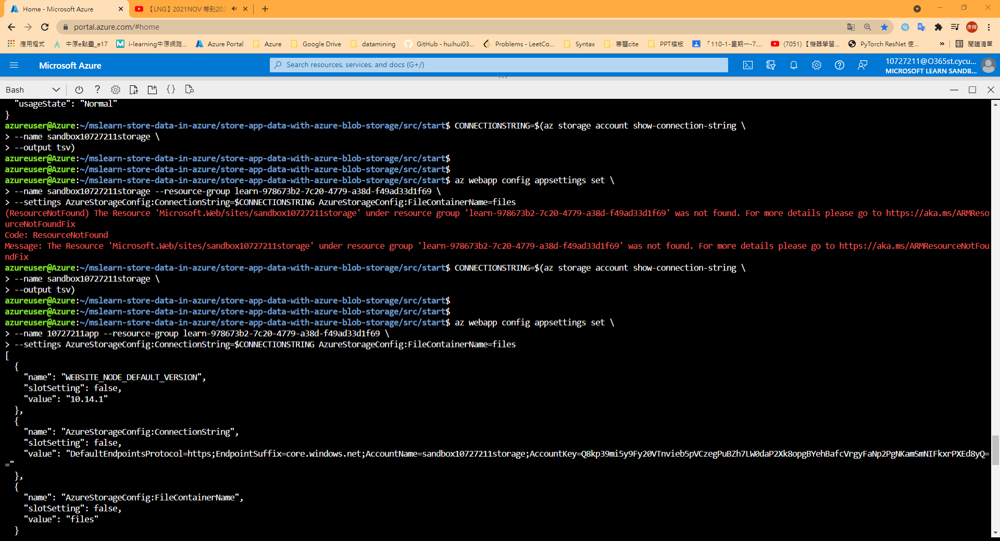 Home - Microsoft Azure
【LNG】2021NOV 等到202
portal.azure.com/#home
彥輝
應用程式
中原e點靈_e17
i-learning中原網路...
Azure Portal
Azure
Google Drive
datamining
GitHub - huihui03...
Problems - LeetCo...
Syntax
專題cite
PPT模板
「110-1-星期一-7....
(7051)【機器學習...
PyTorch ResNet 使...
»
閱讀清單
Microsoft Azure
Search resources, services, and docs (G+/)
10727211@O365st.cycu...
MICROSOFT LEARN SANDB...
Bash
"usageState": "Normal"
}
azureuser@Azure:~/mslearn-store-data-in-azure/store-app-data-with-azure-blob-storage/src/start$ CONNECTIONSTRING=$(az storage account show-connection-string \
> --name sandbox10727211storage \
> --output tsv)
azureuser@Azure:~/mslearn-store-data-in-azure/store-app-data-with-azure-blob-storage/src/start$
azureuser@Azure:~/mslearn-store-data-in-azure/store-app-data-with-azure-blob-storage/src/start$
azureuser@Azure:~/mslearn-store-data-in-azure/store-app-data-with-azure-blob-storage/src/start$ az webapp config appsettings set \
> --name sandbox10727211storage --resource-group learn-978673b2-7c20-4779-a38d-f49ad33d1f69 \
> --settings AzureStorageConfig:ConnectionString=$CONNECTIONSTRING AzureStorageConfig:FileContainerName=files
(ResourceNotFound) The Resource 'Microsoft.Web/sites/sandbox10727211storage' under resource group 'learn-978673b2-7c20-4779-a38d-f49ad33d1f69' was not found. For more details please go to https://aka.ms/ARMReso
urceNotFoundFix
Code: ResourceNotFound
Message: The Resource 'Microsoft.Web/sites/sandbox10727211storage' under resource group 'learn-978673b2-7c20-4779-a38d-f49ad33d1f69' was not found. For more details please go to https://aka.ms/ARMResourceNotFou
ndFix
azureuser@Azure:~/mslearn-store-data-in-azure/store-app-data-with-azure-blob-storage/src/start$ CONNECTIONSTRING=$(az storage account show-connection-string \
> --name sandbox10727211storage \
> --output tsv)
azureuser@Azure:~/mslearn-store-data-in-azure/store-app-data-with-azure-blob-storage/src/start$
azureuser@Azure:~/mslearn-store-data-in-azure/store-app-data-with-azure-blob-storage/src/start$
azureuser@Azure:~/mslearn-store-data-in-azure/store-app-data-with-azure-blob-storage/src/start$ az webapp config appsettings set \
> --name 10727211app --resource-group learn-978673b2-7c20-4779-a38d-f49ad33d1f69 \
> --settings AzureStorageConfig:ConnectionString=$CONNECTIONSTRING AzureStorageConfig:FileContainerName=files
[
{
"name": "WEBSITE_NODE_DEFAULT_VERSION",
"slotSetting": false,
"value": "10.14.1"
},
{
"name": "AzureStorageConfig:ConnectionString",
"slotSetting": false,
"value": "DefaultEndpointsProtocol=https;EndpointSuffix=core.windows.net;AccountName=sandbox10727211storage;AccountKey=Q8kp39mi5y9Fy20VTnvieb5pVCzegPuBZh7LW0daP2Xk8opgBYehBafcVrgyFaNp2PgNKamSmNIFkxrPXEd8yQ=
="
},
{
"name": "AzureStorageConfig:FileContainerName",
"slotSetting": false,
"value": "files"
}